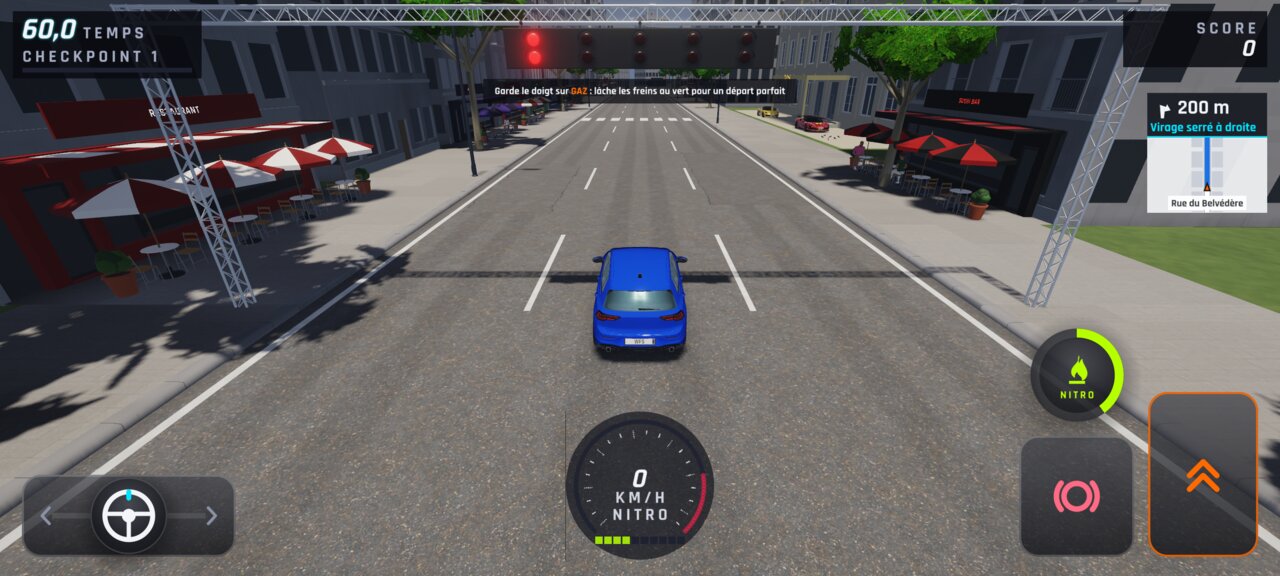 60,0 TEMPS
CHECKPOINT 1
SCORE
0
Garde le doigt sur GAZ : lâche les freins au vert pour un départ parfait
RESTAURANT
SUSHI BAR
200 m
Virage serré à droite
Rue du Belvédère
WFS
NITRO
0
KM/H
NITRO